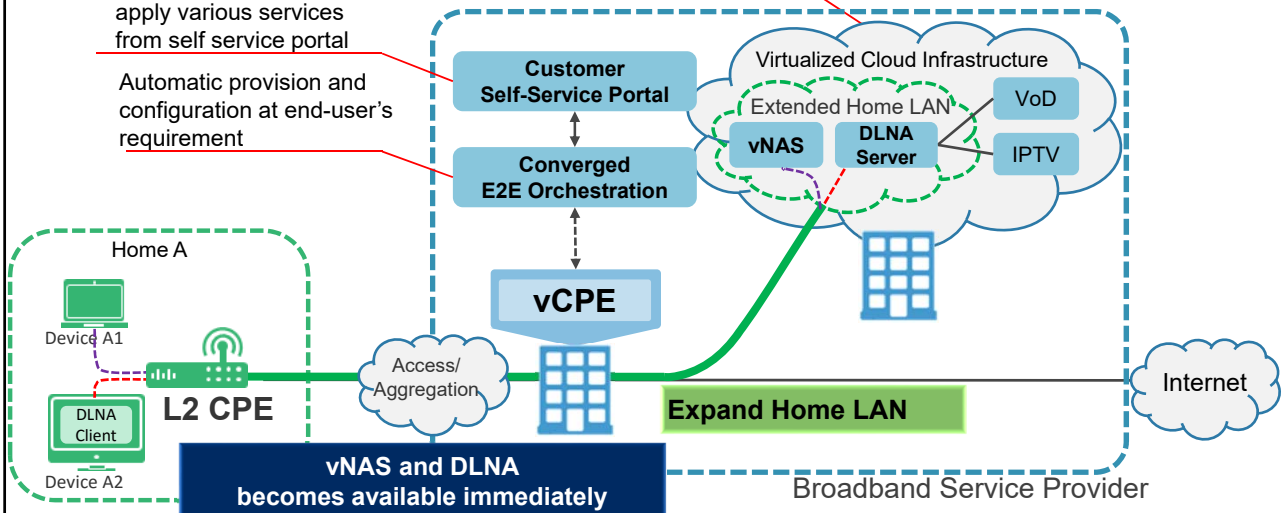 apply various services
from self service portal
Automatic provision and
configuration at end-user's
requirement
Customer
Self-Service Portal
Converged
E2E Orchestration
Virtualized Cloud Infrastructure
Extended Home LAN
vNAS
DLNA
Server
VoD
IPTV
Home A
Device A1
L2 CPE
DLNA
Client
Device A2
Access/
Aggregation
vCPE
Expand Home LAN
Internet
vNAS and DLNA
becomes available immediately
Broadband Service Provider